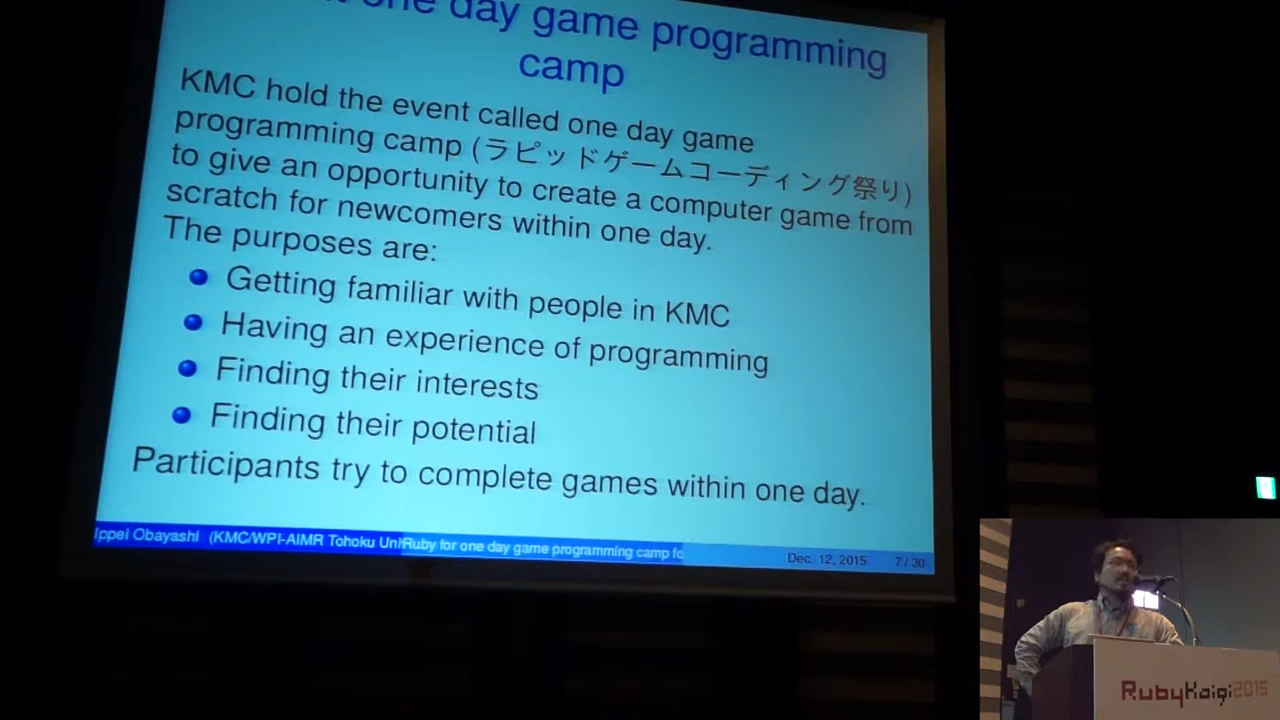 one day game programming
camp
KMC hold the event called one day game
programming camp (ラピッドゲームコーディング祭り)
to give an opportunity to create a computer game from
scratch for newcomers within one day.
The purposes are:
Getting familiar with people in KMC
Having an experience of programming
Finding their interests
Finding their potential
Participants try to complete games within one day.
Ippei Obayashi (KMC/WPI-AIMR Tohoku Uni Ruby for one day game programming camp fo Dec. 12, 2015 7 / 30
RubyKaigi2015